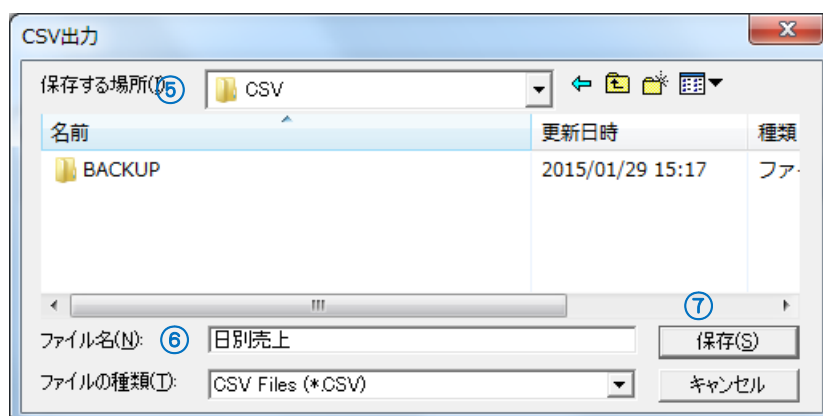 CSV出力
保存する場所(I) ⑤ CSV
名前 更新日時 種類
BACKUP 2015/01/29 15:17 ファ
⑦
ファイル名(N): ⑥ 日別売上 保存(S)
ファイルの種類(T): CSV Files (*.CSV) キャンセル